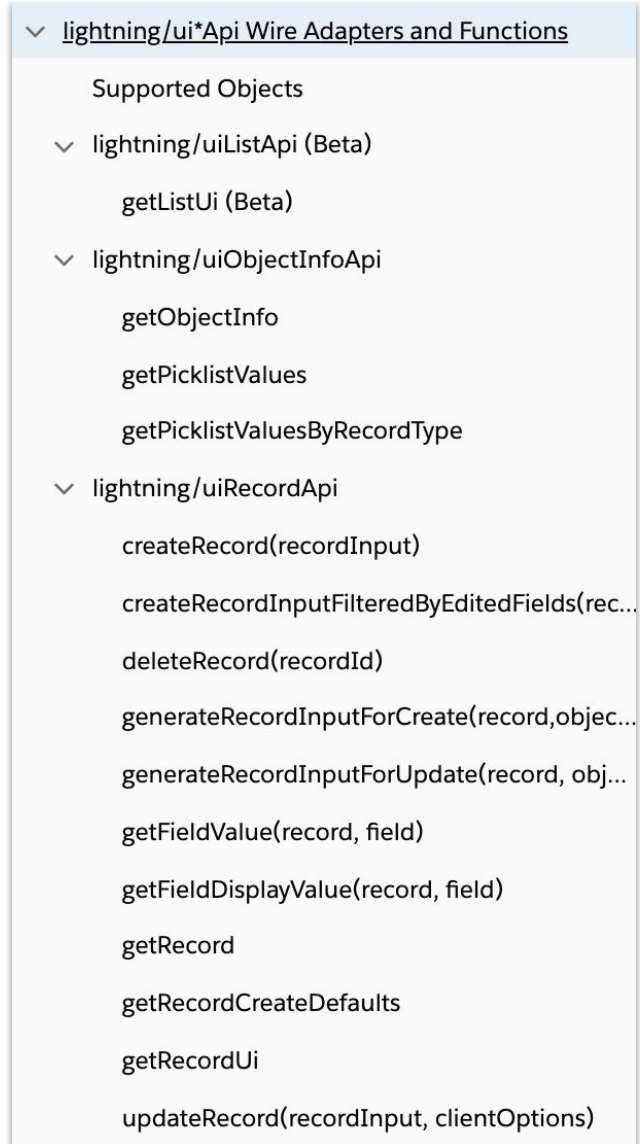 lightning/ui*Api Wire Adapters and Functions
Supported Objects
lightning/uiListApi (Beta)
getListUi (Beta)
lightning/uiObjectInfoApi
getObjectInfo
getPicklistValues
getPicklistValuesByRecordType
lightning/uiRecordApi
createRecord(recordInput)
createRecordInputFilteredByEditedFields(rec...
deleteRecord(recordId)
generateRecordInputForCreate(record,objec...
generateRecordInputForUpdate(record, obj...
getFieldValue(record, field)
getFieldDisplayValue(record, field)
getRecord
getRecordCreateDefaults
getRecordUi
updateRecord(recordInput, clientOptions)